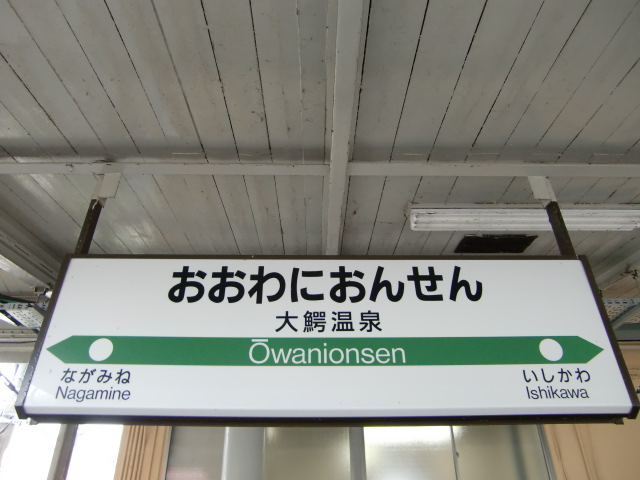 おおわにおんせん
大鰐温泉
Ōwanionsen
ながみね
Nagamine
いしかわ
Ishikawa